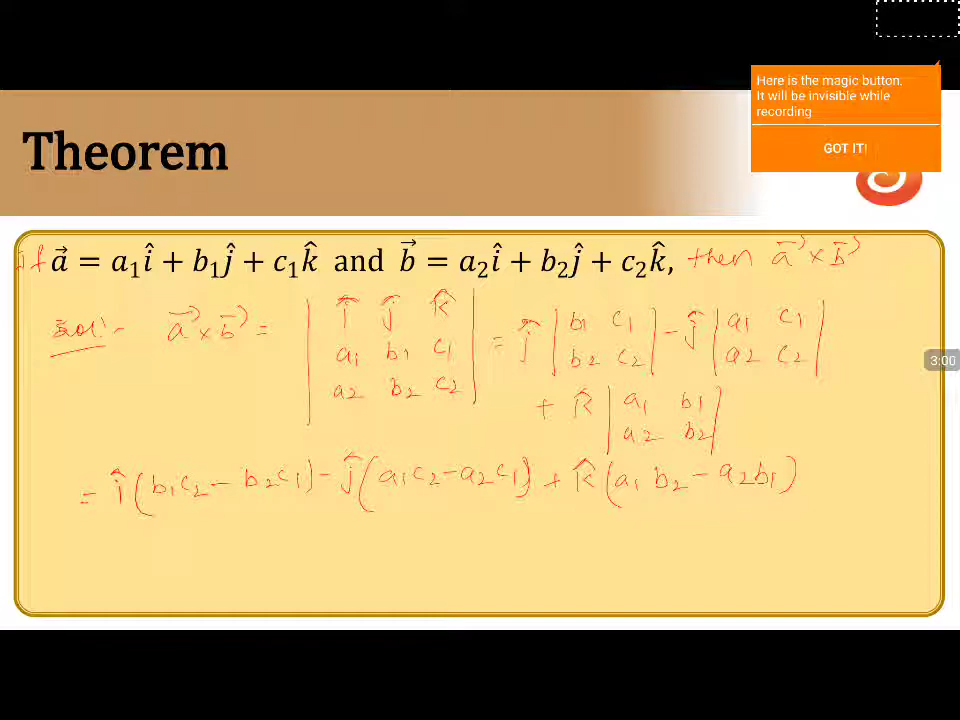 Here is the magic button.
It will be invisible while
recording
GOT IT!
Theorem
if a⃗ = a₁î + b₁ĵ + c₁k̂ and b⃗ = a₂î + b₂ĵ + c₂k̂, then a⃗ × b⃗
Sol:- a⃗ × b⃗ = | î ĵ k̂ | = î | b₁ c₁ | - ĵ | a₁ c₁ |
| a₁ b₁ c₁ | | b₂ c₂ | | a₂ c₂ |
| a₂ b₂ c₂ |
+ k̂ | a₁ b₁ |
| a₂ b₂ |
= î (b₁c₂ - b₂c₁) - ĵ (a₁c₂ - a₂c₁) + k̂ (a₁ b₂ - a₂b₁)
3:00